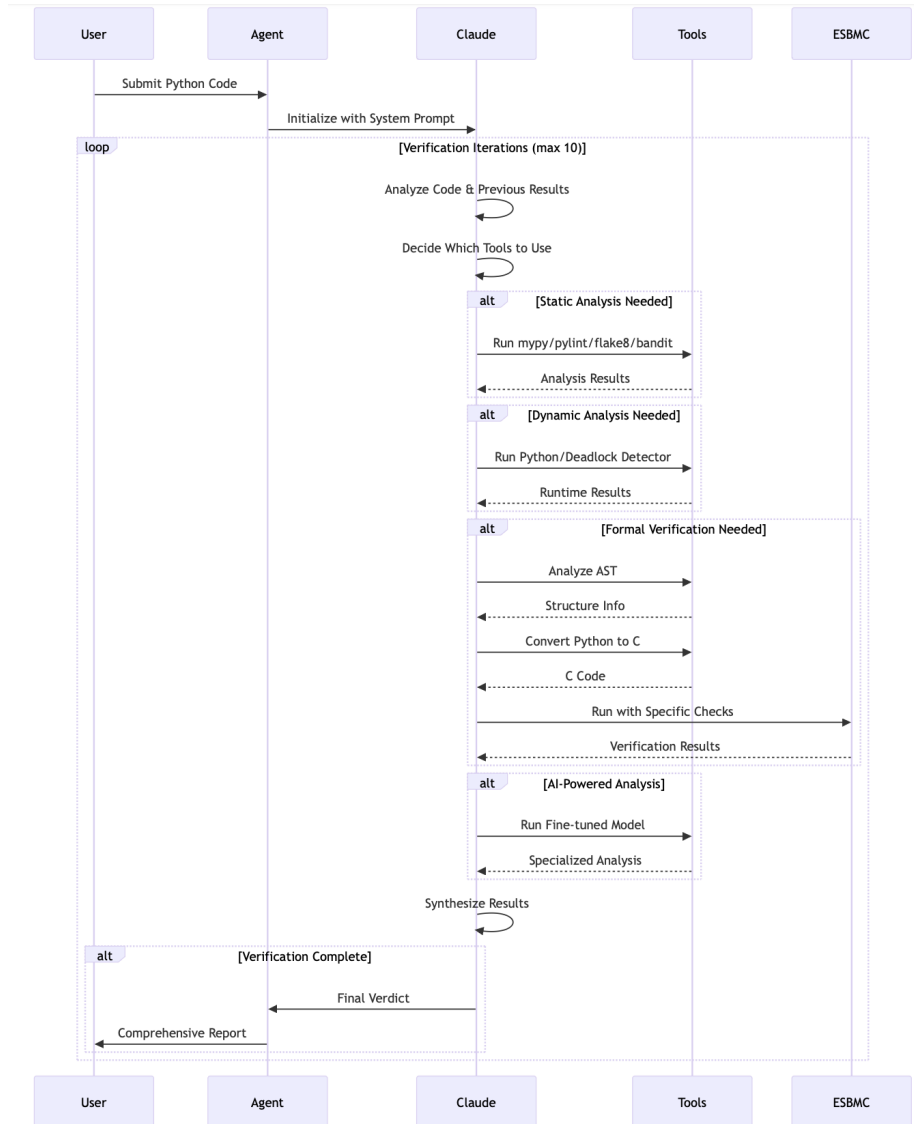 User Agent Claude Tools ESBMC
Submit Python Code
Initialize with System Prompt
loop [Verification Iterations (max 10)]
Analyze Code & Previous Results
Decide Which Tools to Use
alt [Static Analysis Needed]
Run mypy/pylint/flake8/bandit
Analysis Results
alt [Dynamic Analysis Needed]
Run Python/Deadlock Detector
Runtime Results
alt [Formal Verification Needed]
Analyze AST
Structure Info
Convert Python to C
C Code
Run with Specific Checks
Verification Results
alt [AI-Powered Analysis]
Run Fine-tuned Model
Specialized Analysis
Synthesize Results
alt [Verification Complete]
Final Verdict
Comprehensive Report
User Agent Claude Tools ESBMC